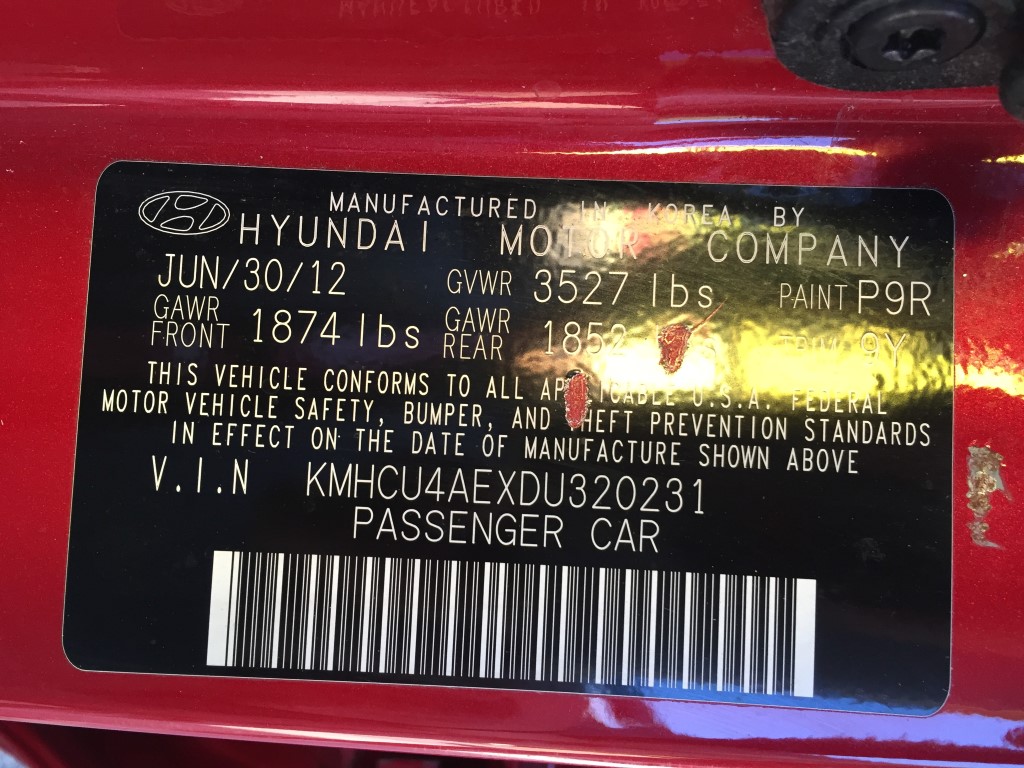 MANUFACTURED IN KOREA BY
HYUNDAI MOTOR COMPANY
JUN/30/12 GVWR 3527 lbs PAINT P9R
GAWR FRONT 1874 lbs GAWR REAR 1852 TRIM 9Y
THIS VEHICLE CONFORMS TO ALL APPLICABLE U.S.A. FEDERAL
MOTOR VEHICLE SAFETY, BUMPER, AND THEFT PREVENTION STANDARDS
IN EFFECT ON THE DATE OF MANUFACTURE SHOWN ABOVE
V.I.N KMHCU4AEXDU320231
PASSENGER CAR